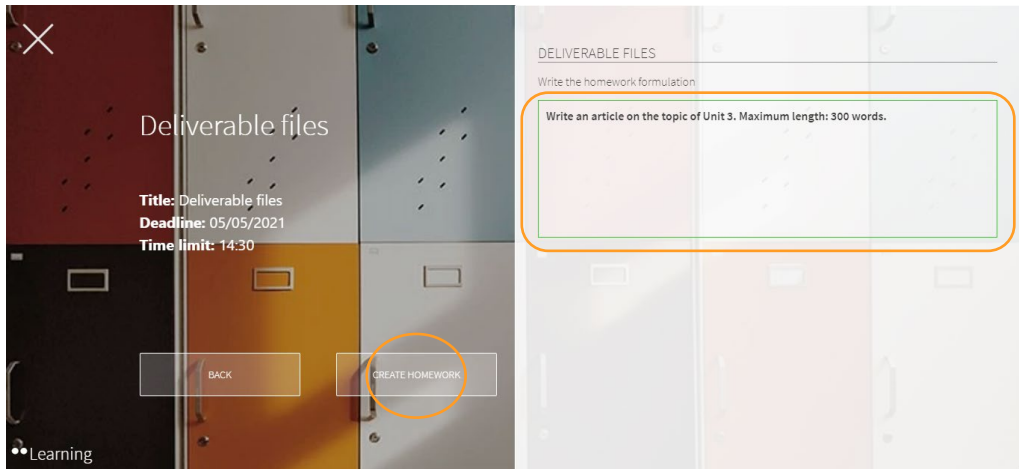 Deliverable files
Title: Deliverable files
Deadline: 05/05/2021
Time limit: 14:30
BACK
CREATE HOMEWORK
••Learning
DELIVERABLE FILES
Write the homework formulation
Write an article on the topic of Unit 3. Maximum length: 300 words.